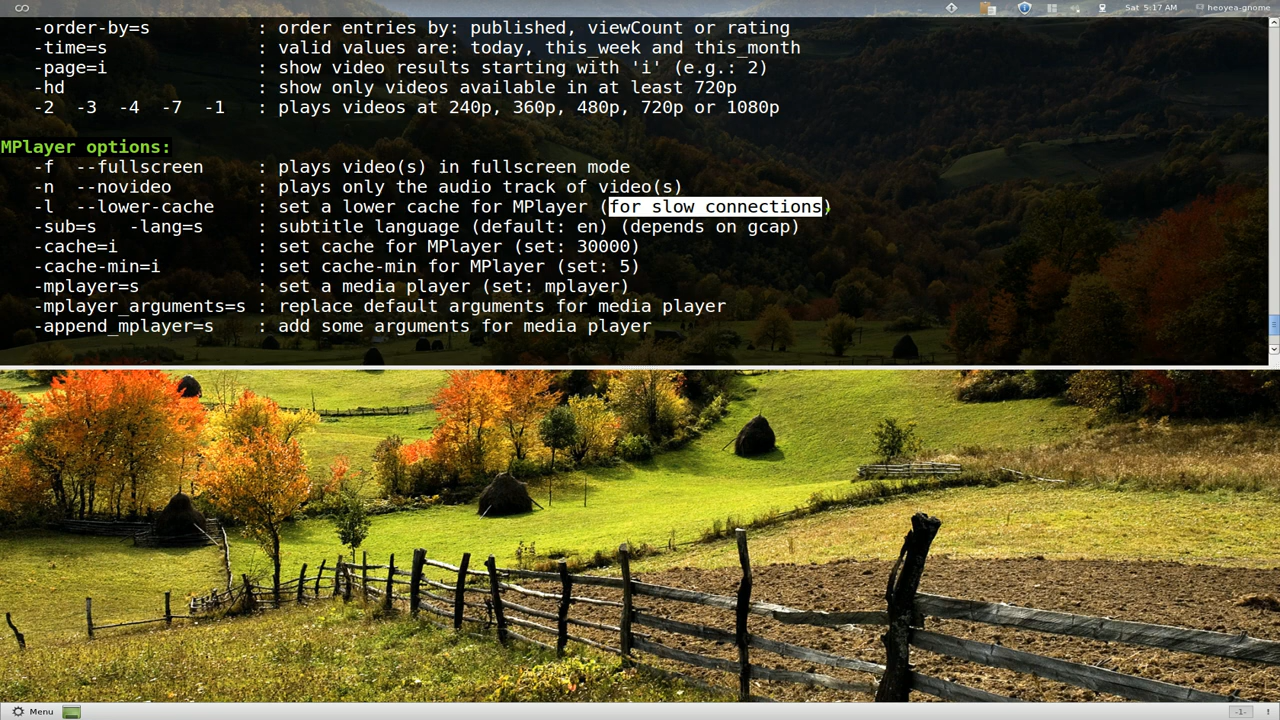 Sat 5:17 AM heoyea-gnome
-order-by=s : order entries by: published, viewCount or rating
-time=s : valid values are: today, this_week and this_month
-page=i : show video results starting with 'i' (e.g.: 2)
-hd : show only videos available in at least 720p
-2 -3 -4 -7 -1 : plays videos at 240p, 360p, 480p, 720p or 1080p
MPlayer options:
-f --fullscreen : plays video(s) in fullscreen mode
-n --novideo : plays only the audio track of video(s)
-l --lower-cache : set a lower cache for MPlayer (for slow connections)
-sub=s -lang=s : subtitle language (default: en) (depends on gcap)
-cache=i : set cache for MPlayer (set: 30000)
-cache-min=i : set cache-min for MPlayer (set: 5)
-mplayer=s : set a media player (set: mplayer)
-mplayer_arguments=s : replace default arguments for media player
-append_mplayer=s : add some arguments for media player
Menu -1-